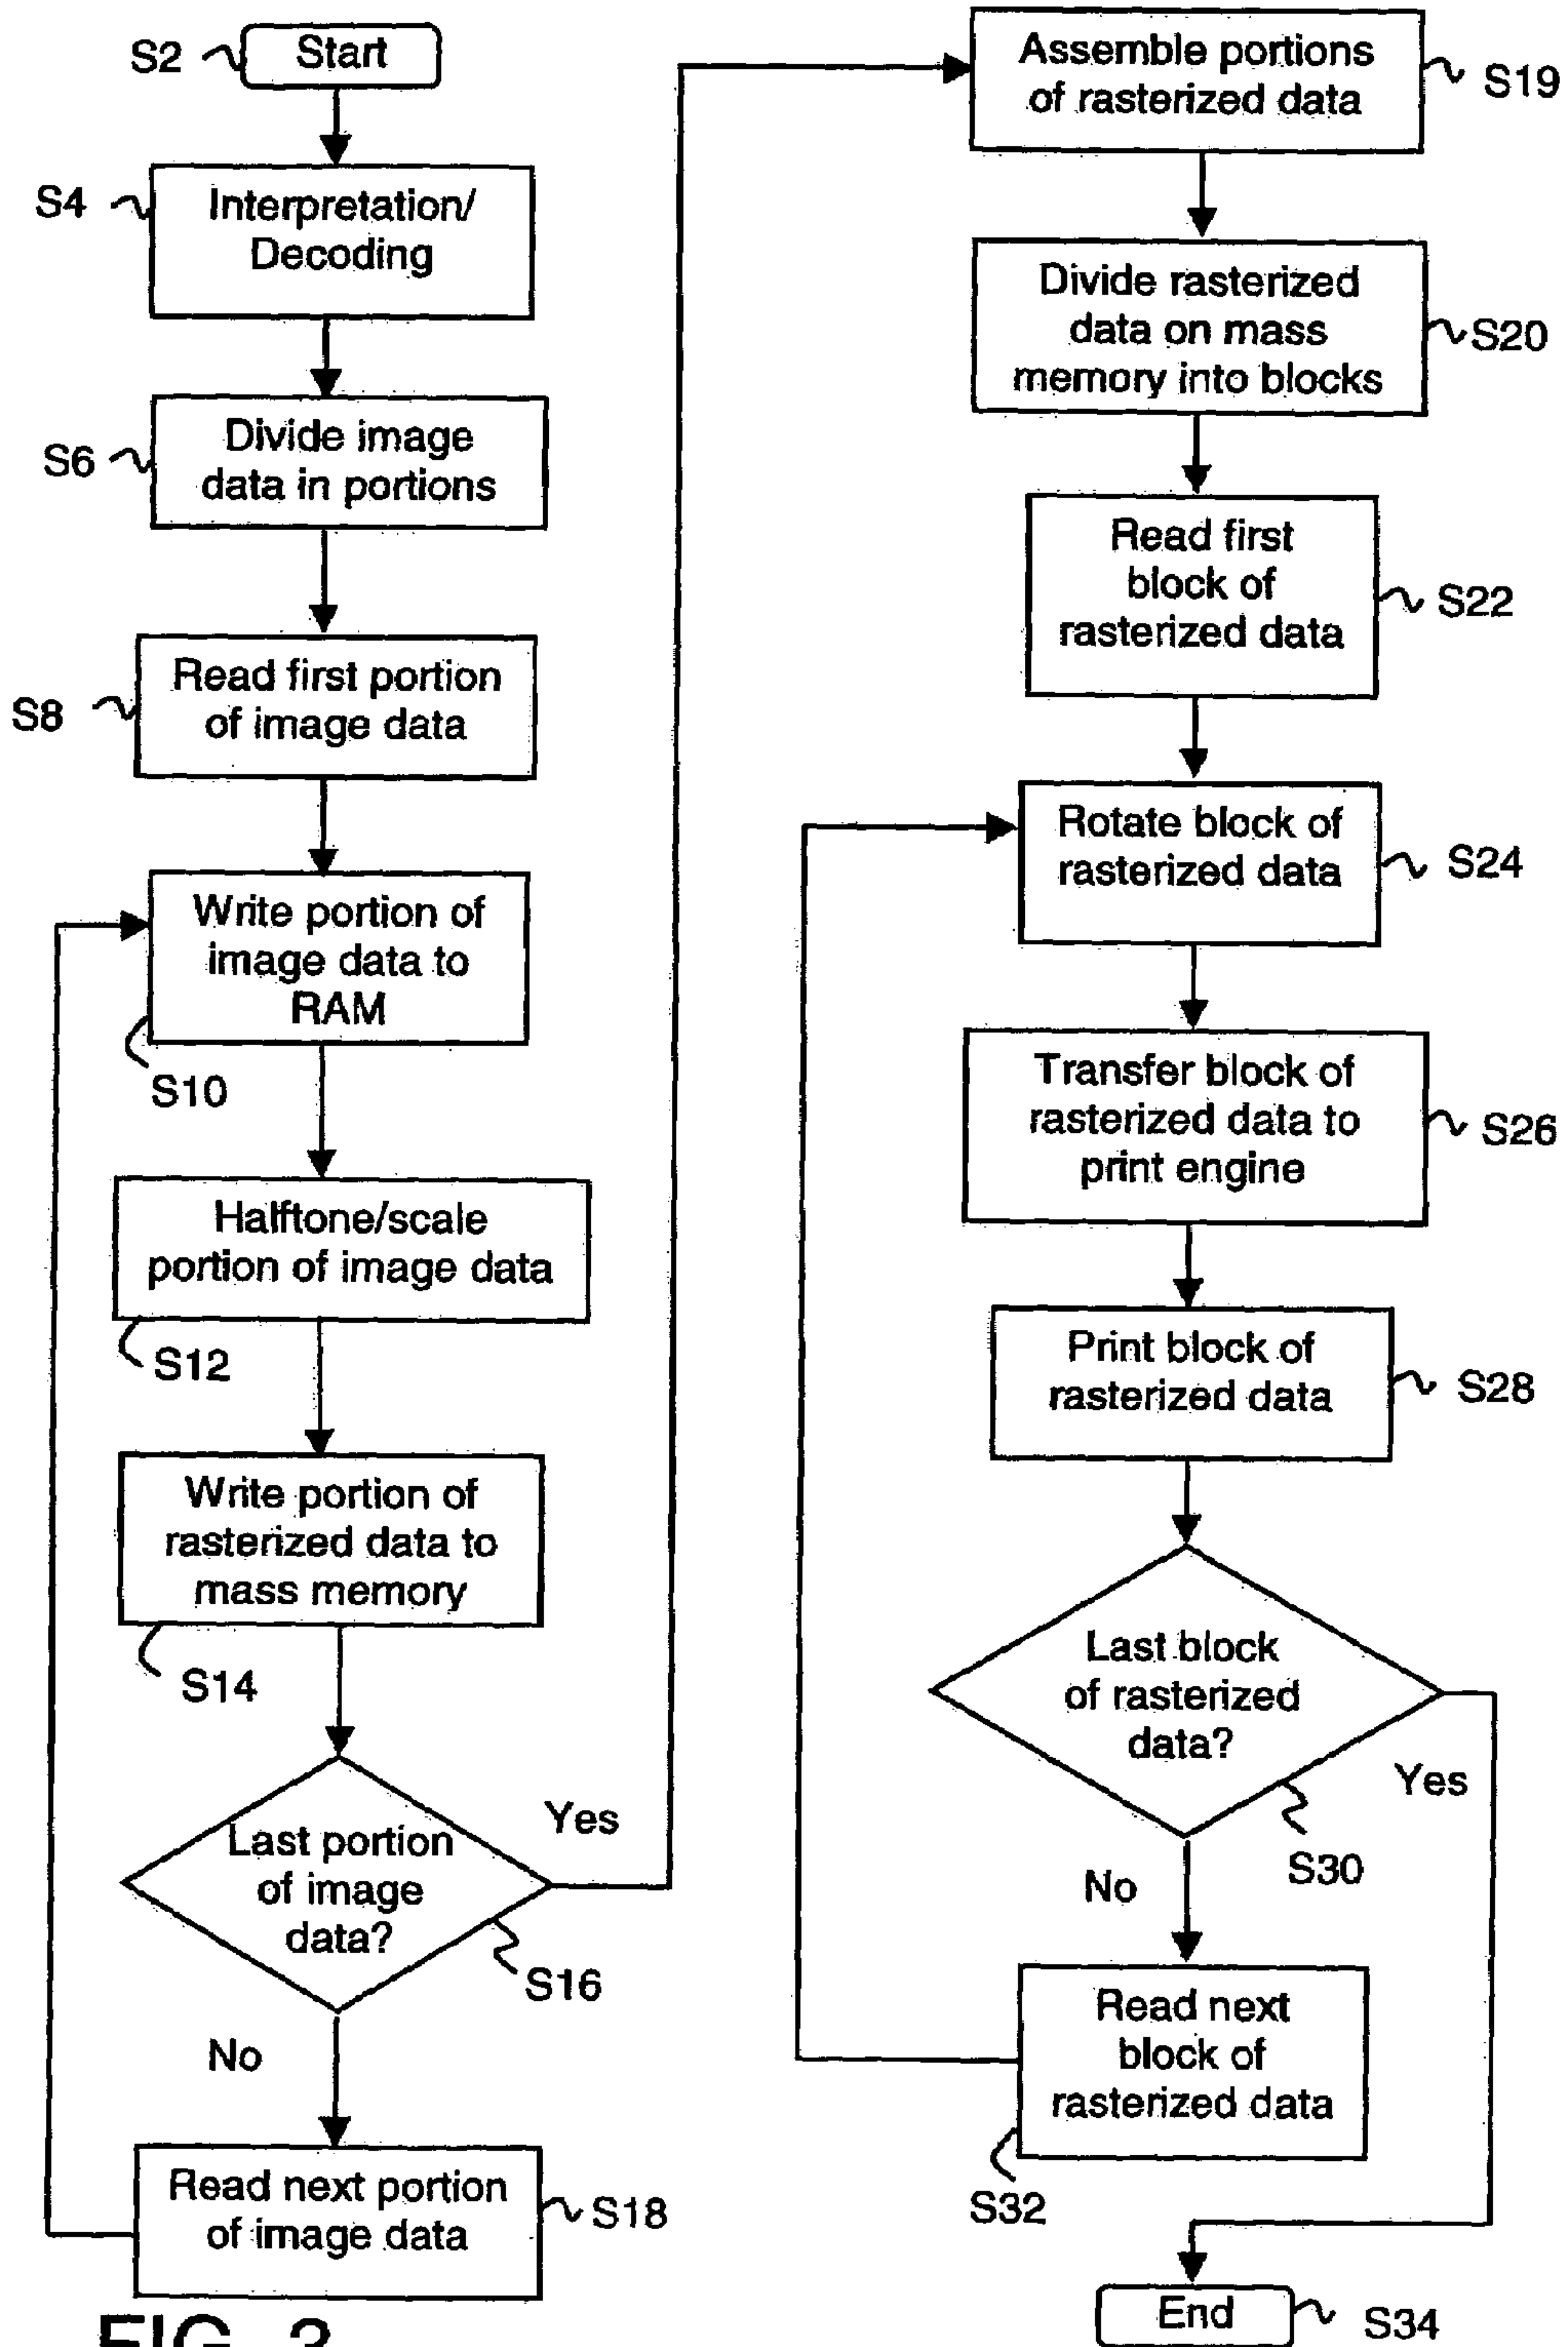 S2
Start
S4
Interpretation/
Decoding
S6
Divide image
data in portions
S8
Read first portion
of image data
Write portion of
image data to
RAM
S10
Halftone/scale
portion of image data
S12
Write portion of
rasterized data to
mass memory
S14
Last portion
of image
data?
Yes
S16
No
Read next portion
of image data
S18
Assemble portions
of rasterized data
S19
Divide rasterized
data on mass
memory into blocks
S20
Read first
block of
rasterized data
S22
Rotate block of
rasterized data
S24
Transfer block of
rasterized data to
print engine
S26
Print block of
rasterized data
S28
Last block
of rasterized
data?
Yes
S30
No
Read next
block of
rasterized data
S32
End
S34